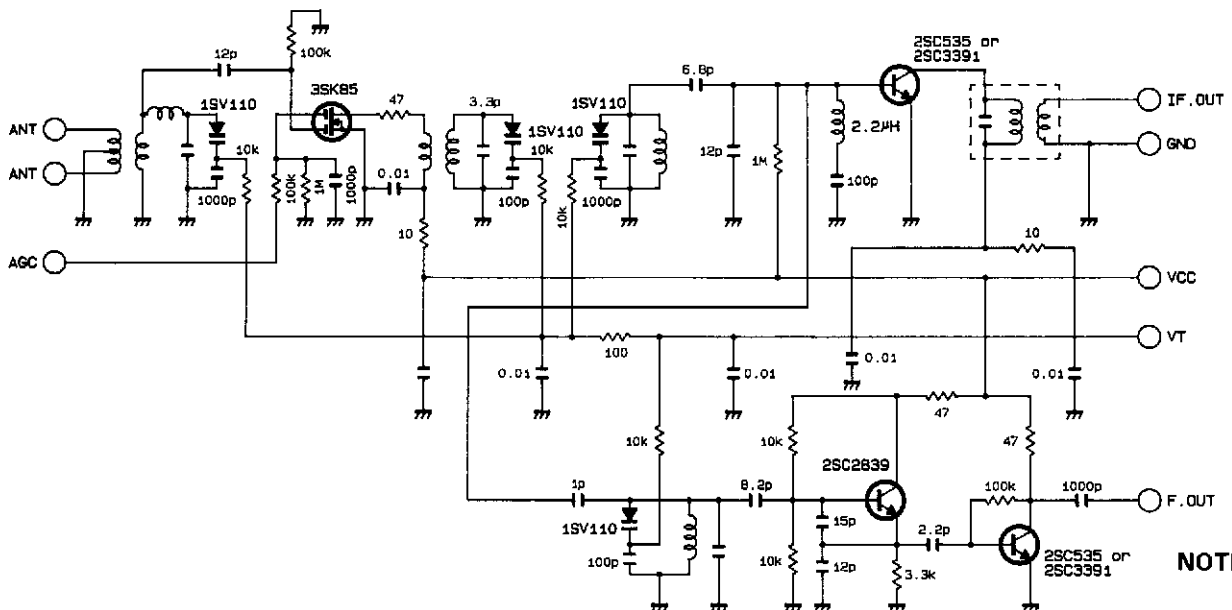 2SC535 or
2SC3391
12p
100k
6.8p
3SK85
47
3.3p
1SV110
1SV110
1SV110
IF.OUT
ANT
2.2μH
GND
10k
10k
12p
1M
ANT
0.01
100p
1000p
100k
1M
1000p
100p
10k
1000p
10
10
AGC
VCC
VT
100
0.01
0.01
0.01
0.01
47
10k
10k
47
2SC2839
1p
8.2p
100k
1000p
F.OUT
1SV110
15p
2.2p
100p
10k
12p
3.3k
2SC535 or
2SC3391
NOTE